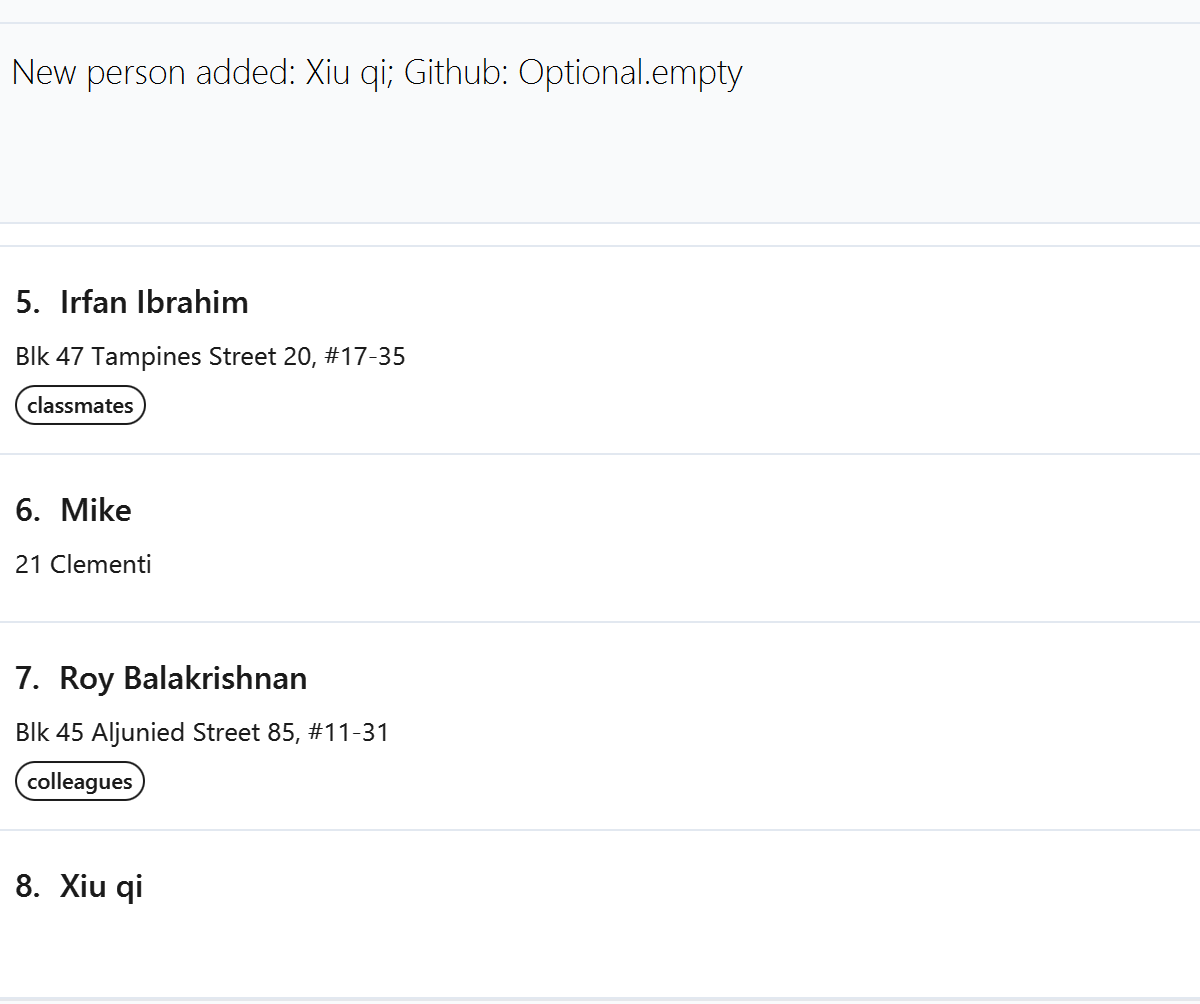 New person added: Xiu qi; Github: Optional.empty
5. Irfan Ibrahim
Blk 47 Tampines Street 20, #17-35
classmates
6. Mike
21 Clementi
7. Roy Balakrishnan
Blk 45 Aljunied Street 85, #11-31
colleagues
8. Xiu qi